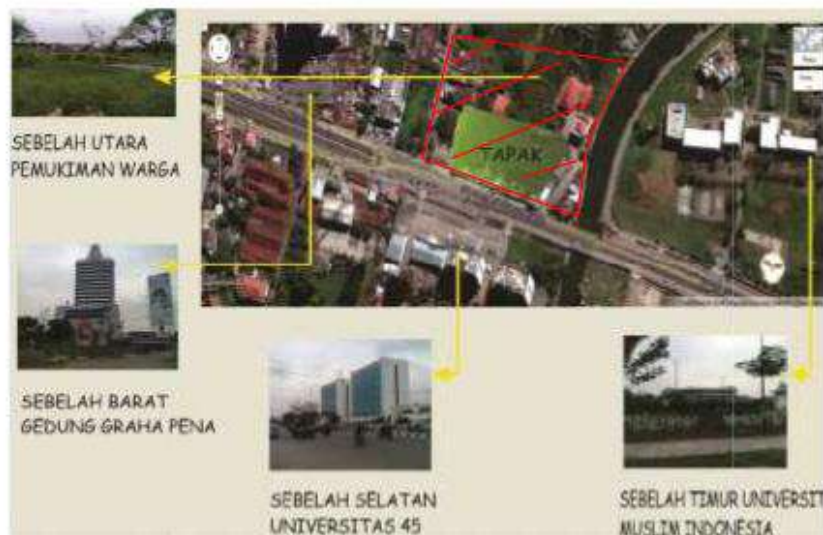 SEBELAH UTARA
PEMUKIMAN WARGA
TAPAK
SEBELAH BARAT
GEDUNG GRAHA PENA
SEBELAH SELATAN
UNIVERSITAS 45
SEBELAH TIMUR UNIVERSIT
MUSLIM INDONESIA